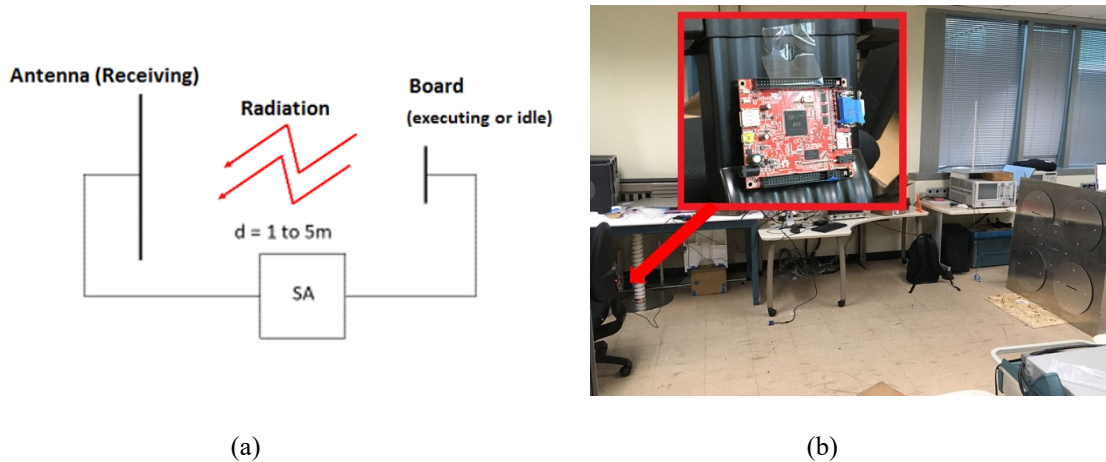 Antenna (Receiving)
Radiation
Board
(executing or idle)
d = 1 to 5m
SA
(a)
(b)